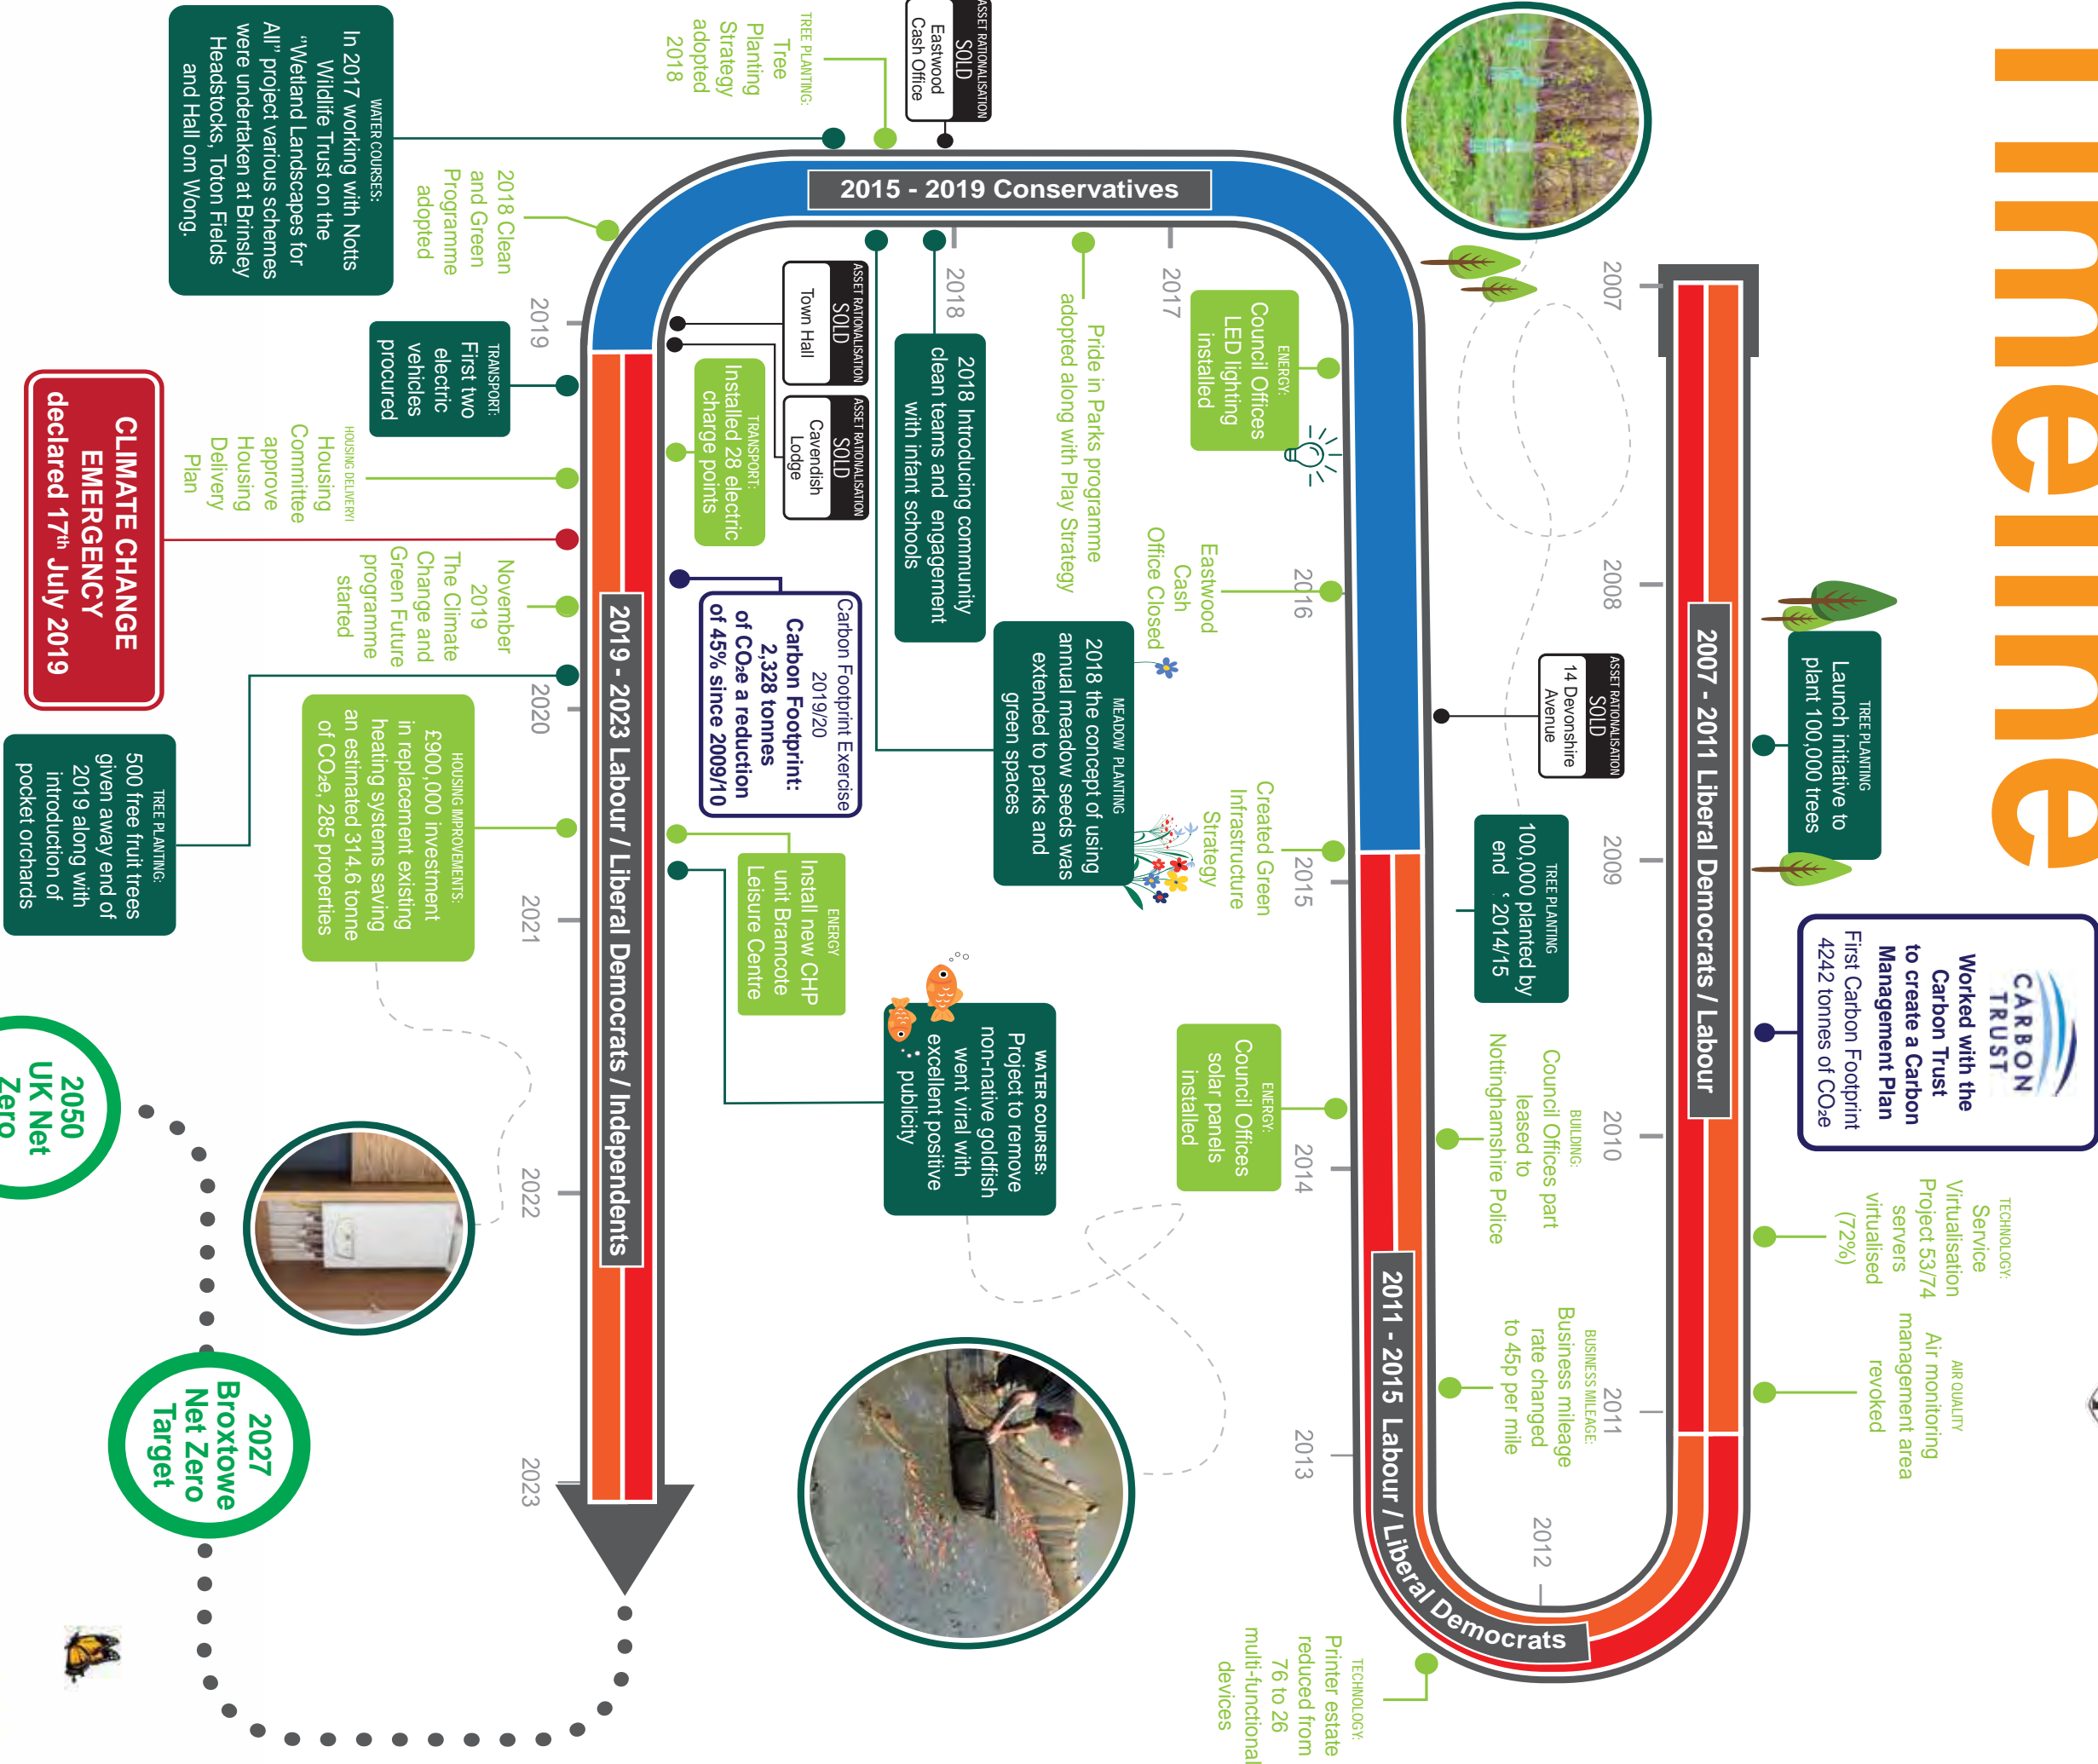 Timeline
2007
2008
2009
2010
2011
2012
2007 - 2011 Liberal Democrats / Labour
TREE PLANTING
Launch initiative to
plant 100,000 trees
CARBON
TRUST
Worked with the
Carbon Trust
to create a Carbon
Management Plan
First Carbon Footprint
4242 tonnes of CO₂e
TECHNOLOGY:
Service
Virtualisation
Project 53/74
servers
virtualised
(72%)
AIR QUALITY
Air monitoring
management area
revoked
ASSET RATIONALISATION
SOLD
14 Devonshire
Avenue
TREE PLANTING
100,000 planted by
end 2014/15
BUILDING:
Council Offices part
leased to
Nottinghamshire Police
BUSINESS MILEAGE:
Business mileage
rate changed
to 45p per mile
TECHNOLOGY:
Printer estate
reduced from
76 to 26
multi-functional
devices
2011 - 2015 Labour / Liberal Democrats
2013
2014
2015
2016
2017
2018
ENERGY:
Council Offices
solar panels
installed
Created Green
Infrastructure
Strategy
Eastwood
Cash
Office Closed
ENERGY:
Council Offices
LED lighting
installed
2015 - 2019 Conservatives
Pride in Parks programme
adopted along with Play Strategy
MEADOW PLANTING
2018 the concept of using
annual meadow seeds was
extended to parks and
green spaces
2018 Introducing community
clean teams and engagement
with infant schools
WATER COURSES:
Project to remove
non-native goldfish
went viral with
excellent positive
publicity
ASSET RATIONALISATION
SOLD
Eastwood
Cash Office
TREE PLANTING:
Tree
Planting
Strategy
adopted
2018
WATER COURSES:
In 2017 working with Notts
Wildlife Trust on the
“Wetland Landscapes for
All” project various schemes
were undertaken at Brinsley
Headstocks, Toton Fields
and Hall om Wong.
2018 Clean
and Green
Programme
adopted
ASSET RATIONALISATION
SOLD
Town Hall
ASSET RATIONALISATION
SOLD
Cavendish
Lodge
TRANSPORT:
Installed 28 electric
charge points
Carbon Footprint Exercise
2019/20
Carbon Footprint:
2,328 tonnes
of CO₂e a reduction
of 45% since 2009/10
ENERGY
Install new CHP
unit Bramcote
Leisure Centre
2019 - 2023 Labour / Liberal Democrats / Independents
2019
2020
2021
2022
2023
TRANSPORT:
First two
electric
vehicles
procured
HOUSING DELIVERY!
Housing
Committee
approve
Housing
Delivery
Plan
CLIMATE CHANGE
EMERGENCY
declared 17th July 2019
November
2019
The Climate
Change and
Green Future
programme
started
HOUSING IMPROVEMENTS:
£900,000 investment
in replacement existing
heating systems saving
an estimated 314.6 tonne
of CO₂e, 285 properties
TREE PLANTING:
500 free fruit trees
given away end of
2019 along with
introduction of
pocket orchards
2027
Broxtowe
Net Zero
Target
2050
UK Net
Zero